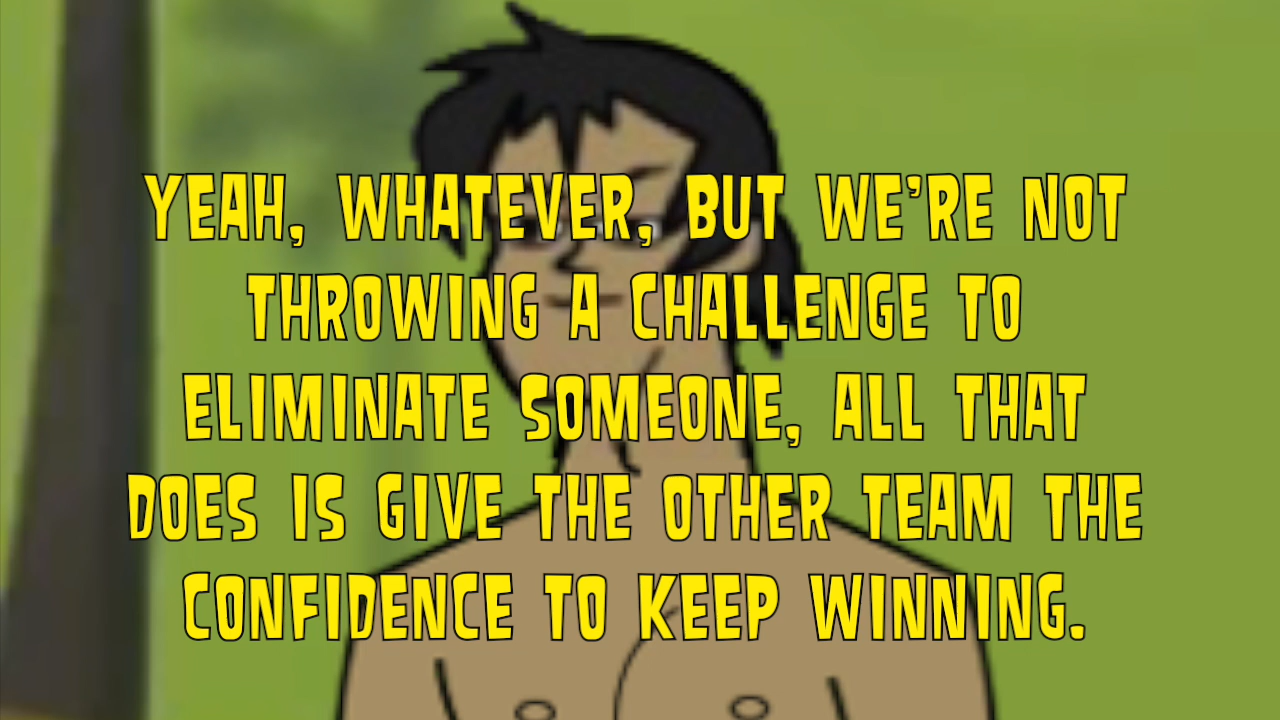 YEAH, WHATEVER, BUT WE'RE NOT
THROWING A CHALLENGE TO
ELIMINATE SOMEONE, ALL THAT
DOES IS GIVE THE OTHER TEAM THE
CONFIDENCE TO KEEP WINNING.